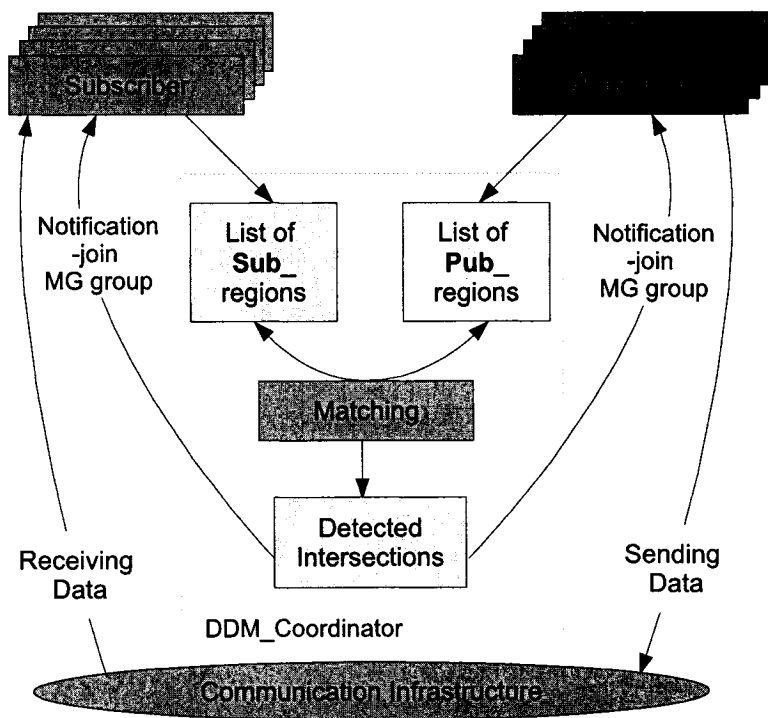 Subscriber
List of
Sub_
regions
List of
Pub_
regions
Notification
-join
MG group
Notification
-join
MG group
Matching
Detected
Intersections
Receiving
Data
Sending
Data
DDM_Coordinator
Communication Infrastructure